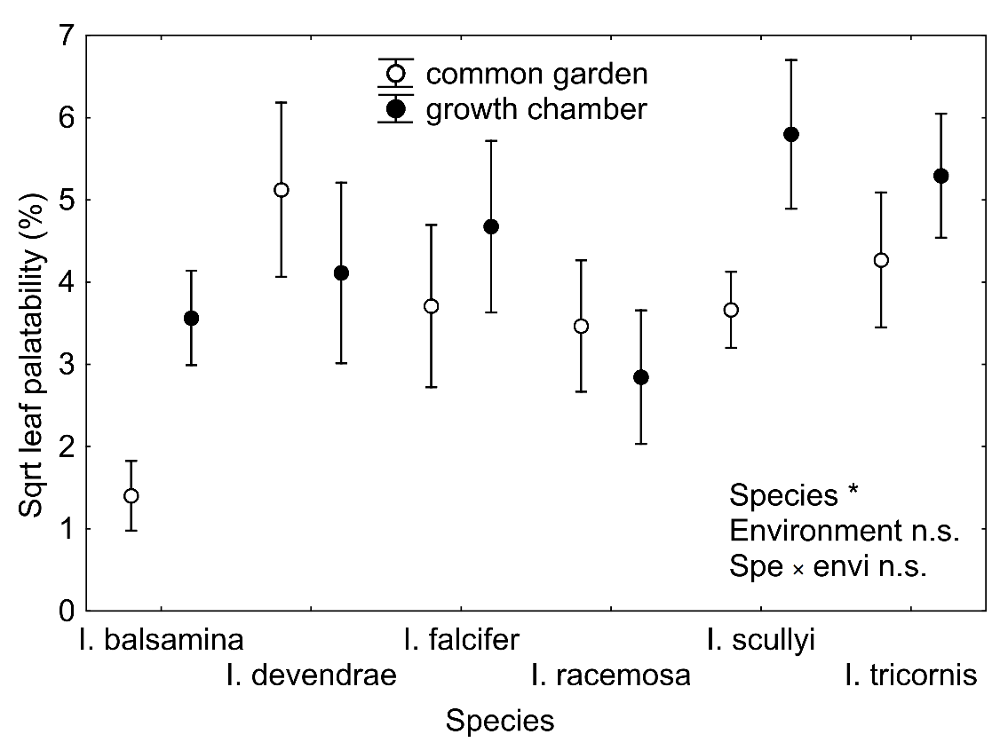 7
common garden
growth chamber
6
5
4
3
2
1
0
Sqrt leaf palatability (%)
Species *
Environment n.s.
Spe × envi n.s.
I. balsamina
I. falcifer
I. scullyi
I. devendrae
I. racemosa
I. tricornis
Species